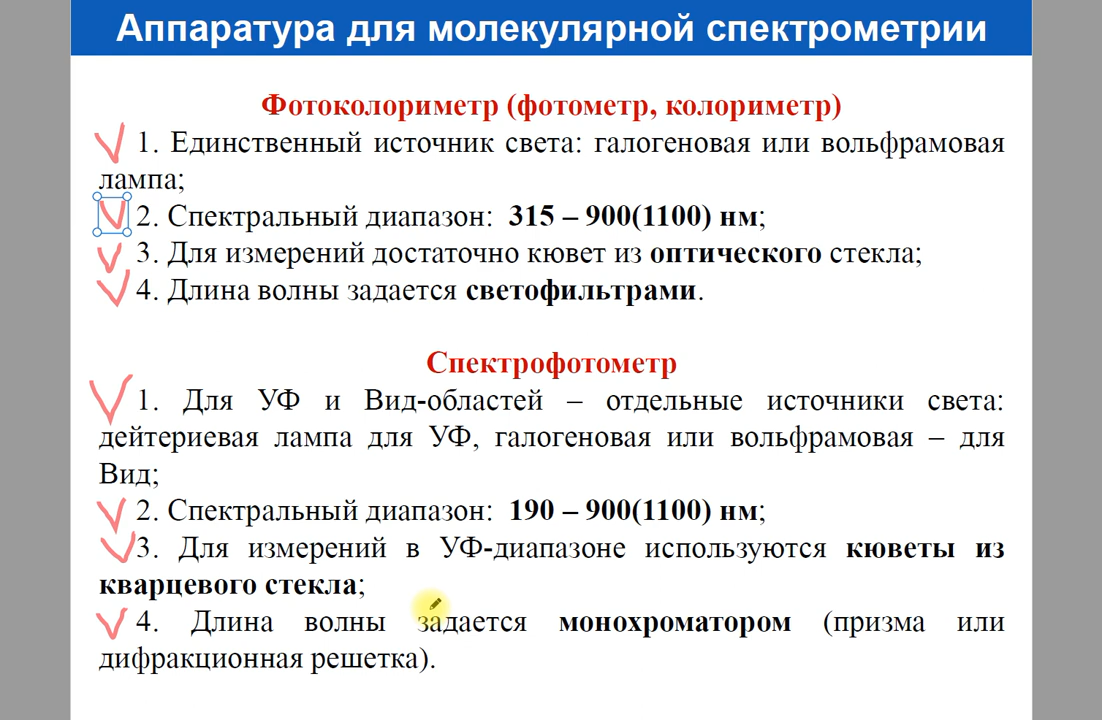 Аппаратура для молекулярной спектрометрии
Фотоколориметр (фотометр, колориметр)
1. Единственный источник света: галогеновая или вольфрамовая
лампа;
2. Спектральный диапазон: 315 – 900(1100) нм;
3. Для измерений достаточно кювет из оптического стекла;
4. Длина волны задается светофильтрами.
Спектрофотометр
1. Для УФ и Вид-областей – отдельные источники света:
дейтериевая лампа для УФ, галогеновая или вольфрамовая – для
Вид;
2. Спектральный диапазон: 190 – 900(1100) нм;
3. Для измерений в УФ-диапазоне используются кюветы из
кварцевого стекла;
4. Длина волны задается монохроматором (призма или
дифракционная решетка).